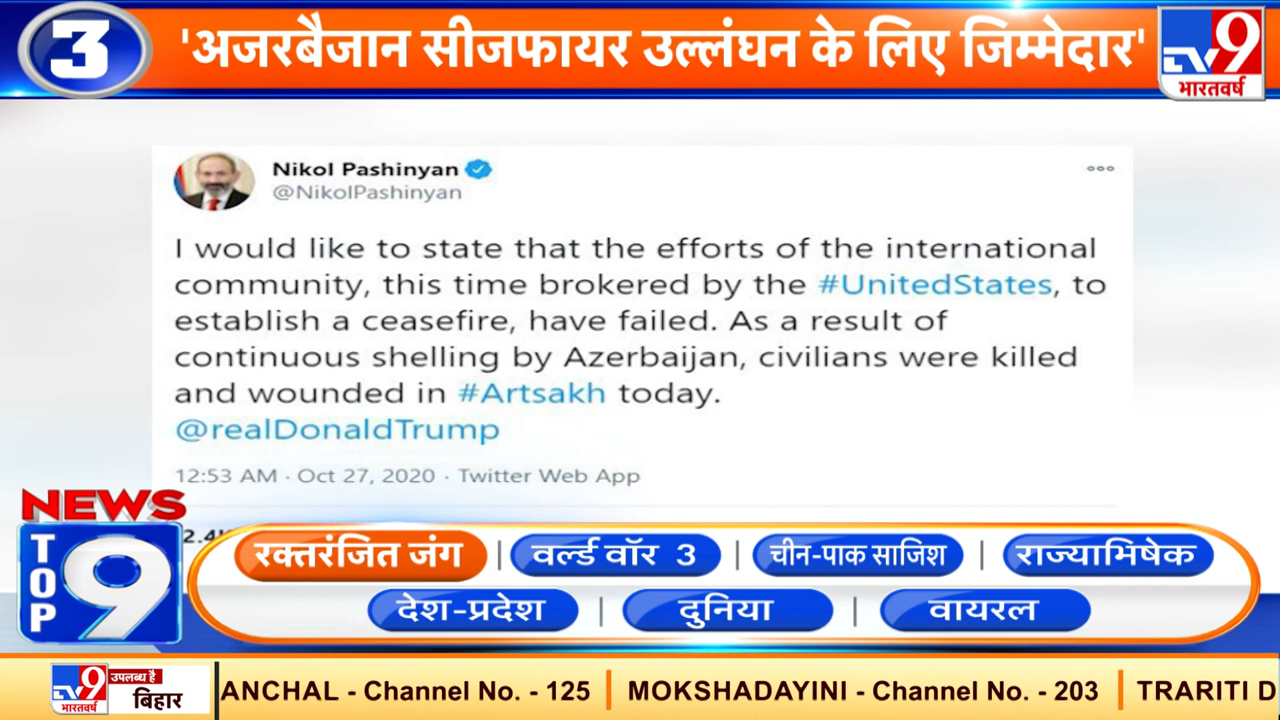 3
'अजरबैजान सीजफायर उल्लंघन के लिए जिम्मेदार'
TV9
भारतवर्ष
Nikol Pashinyan
@NikolPashinyan
I would like to state that the efforts of the international
community, this time brokered by the #UnitedStates, to
establish a ceasefire, have failed. As a result of
continuous shelling by Azerbaijan, civilians were killed
and wounded in #Artsakh today.
@realDonaldTrump
12:53 AM · Oct 27, 2020 · Twitter Web App
NEWS
TOP
9
रक्तरंजित जंग | वर्ल्ड वॉर 3 | चीन-पाक साजिश | राज्याभिषेक
देश-प्रदेश | दुनिया | वायरल
TV9
भारतवर्ष
उपलब्ध है
बिहार
ANCHAL - Channel No. - 125 | MOKSHADAYINI - Channel No. - 203 | TRARITI D